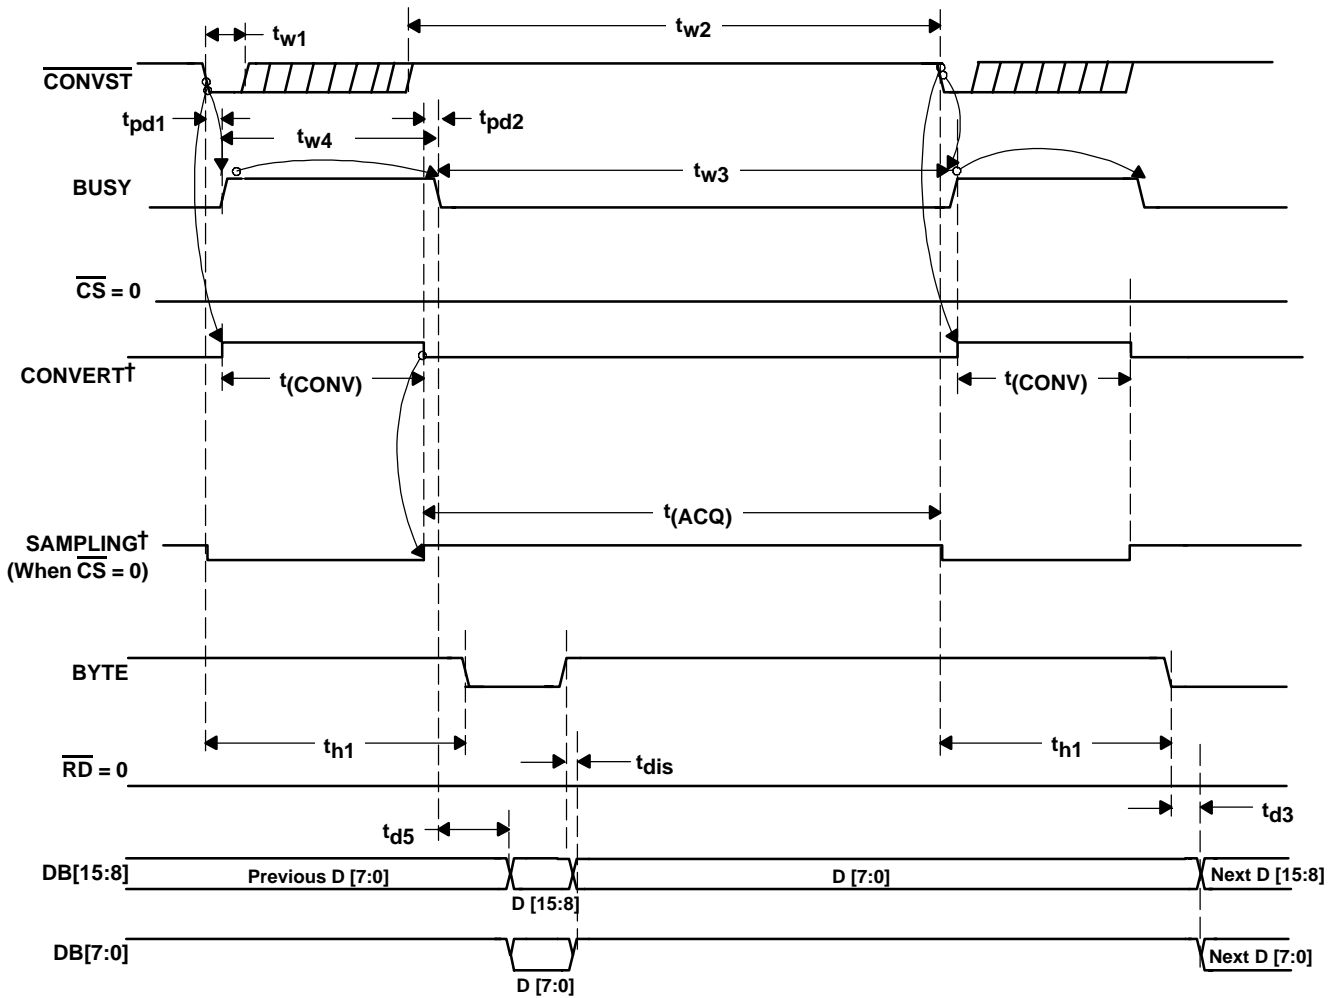 tw1
tw2
CONVST
tpd1
tw4
tpd2
BUSY
tw3
CS = 0
CONVERT†
t(CONV)
t(CONV)
t(ACQ)
SAMPLING†
(When CS = 0)
BYTE
th1
th1
tdis
RD = 0
td3
td5
DB[15:8]
Previous D [7:0]
D [7:0]
Next D [15:8]
D [15:8]
DB[7:0]
Next D [7:0]
D [7:0]